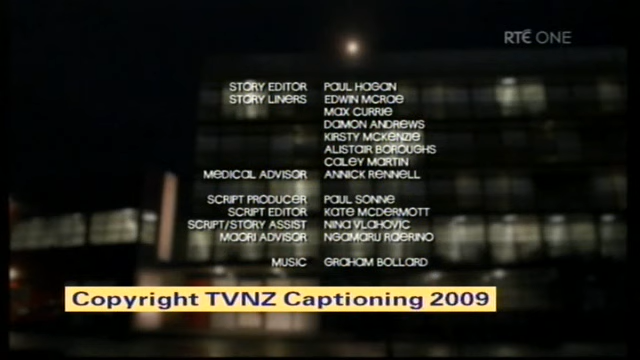 RTÉ ONE
STORY EDITOR PAUL HAGAN
STORY LINERS EDWIN MCRAE
MAX CURRIE
DAMON ANDREWS
KIRSTY MCKENZIE
ALISTAIR BOROUGHS
CALEY MARTIN
MEDICAL ADVISOR ANNICK RENNELL
SCRIPT PRODUCER PAUL SONNE
SCRIPT EDITOR KATE MCDERMOTT
SCRIPT/STORY ASSIST NINA VLAHOVIC
MAORI ADVISOR NGAMARU RAERINO
MUSIC GRAHAM BOLLARD
Copyright TVNZ Captioning 2009